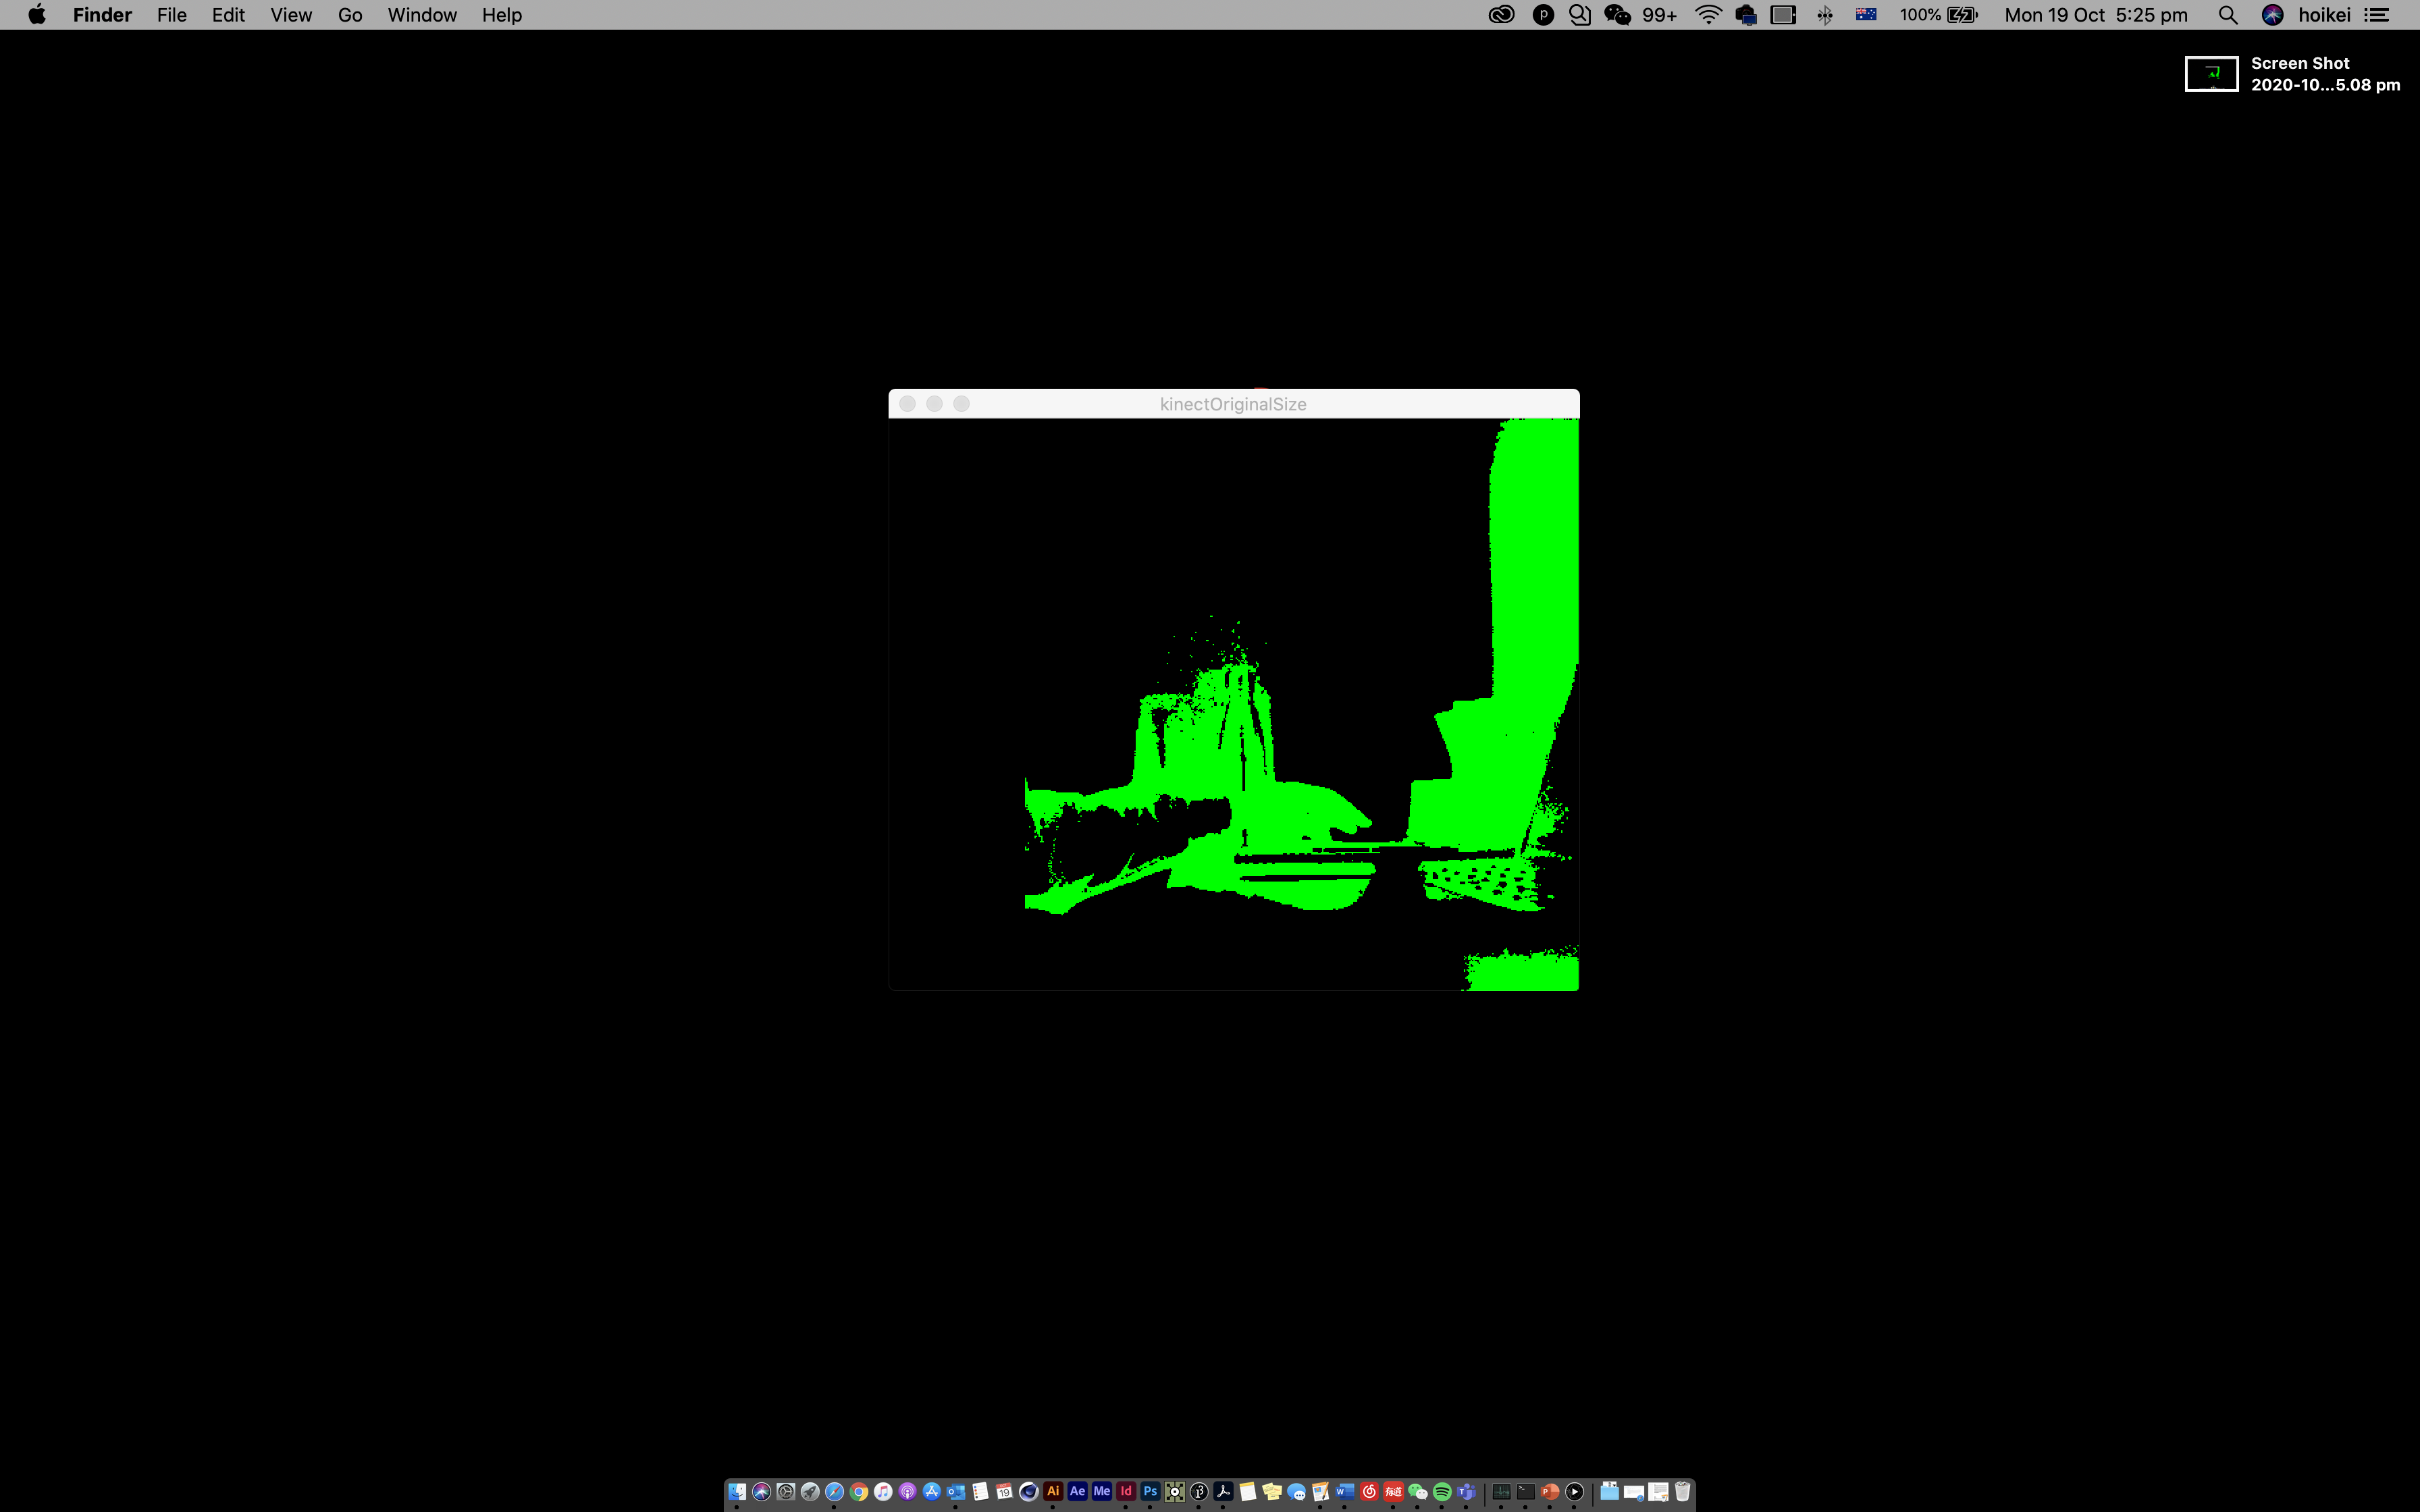 Finder File Edit View Go Window Help
99+ 100% Mon 19 Oct 5:25 pm hoikei
Screen Shot
2020-10...5.08 pm
kinectOriginalSize
19 Ai Ae Me Id Ps W P